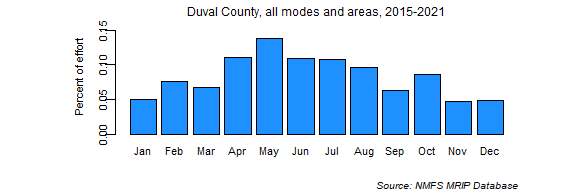 Duval County, all modes and areas, 2015-2021
Percent of effort
0.15
0.10
0.05
0.00
Jan Feb Mar Apr May Jun Jul Aug Sep Oct Nov Dec
Source: NMFS MRIP Database